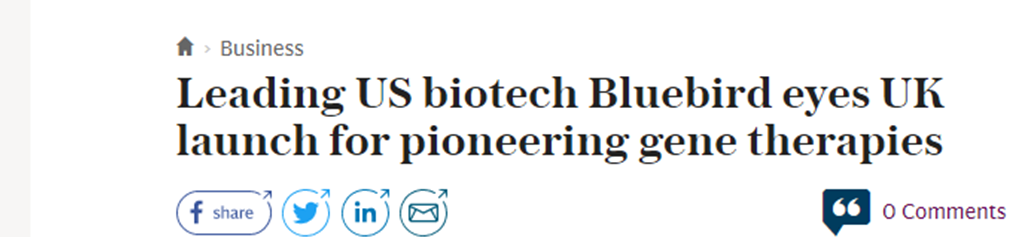 Business
Leading US biotech Bluebird eyes UK
launch for pioneering gene therapies
share
0 Comments